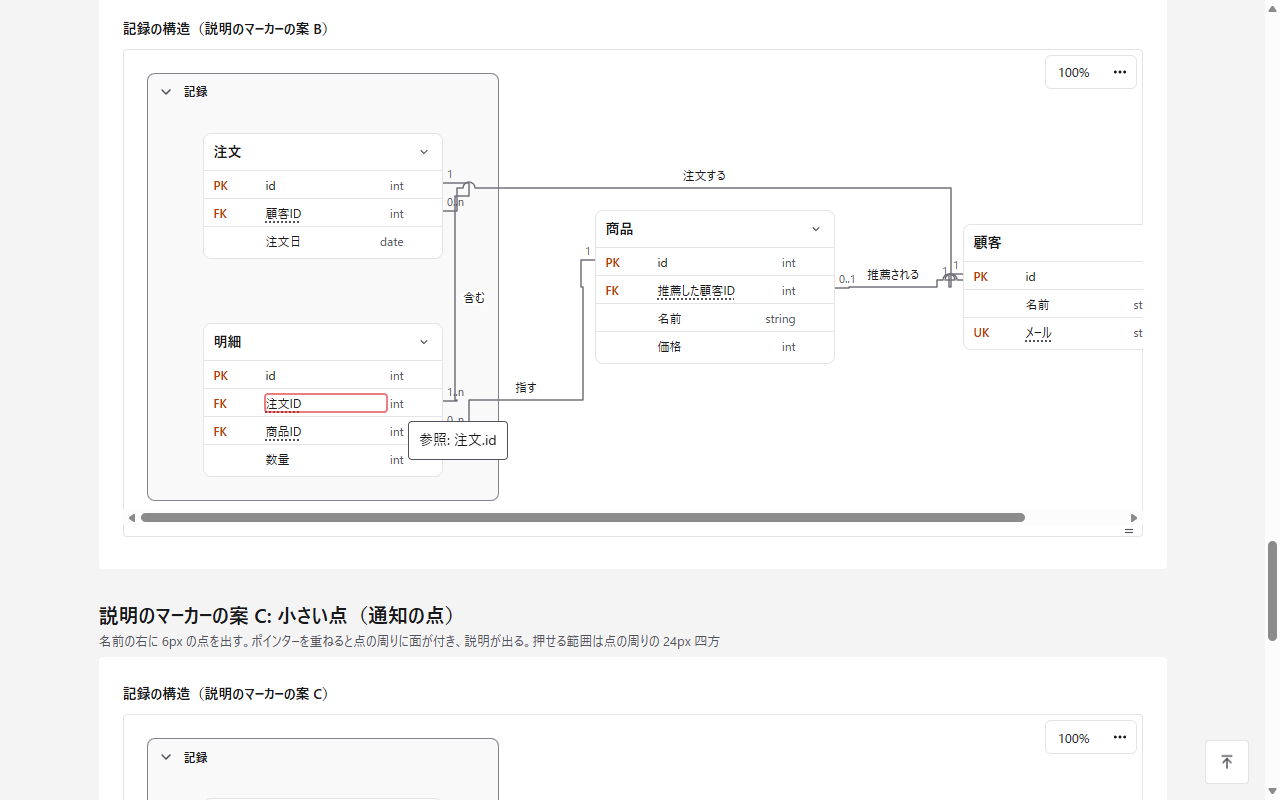 記録の構造（説明のマーカーの案 B）
100%
記録
注文
PK id int
FK 顧客ID int
注文日 date
1
0..n
注文する
含む
商品
PK id int
FK 推薦した顧客ID int
名前 string
価格 int
1
0..1
推薦される
1
1
顧客
PK id
名前 st
UK メール st
明細
PK id int
FK 注文ID int
FK 商品ID int
数量 int
1..n
0..n
指す
参照: 注文.id
説明のマーカーの案 C: 小さい点（通知の点）
名前の右に 6px の点を出す。ポインターを重ねると点の周りに面が付き、説明が出る。押せる範囲は点の周りの 24px 四方
記録の構造（説明のマーカーの案 C）
100%
記録